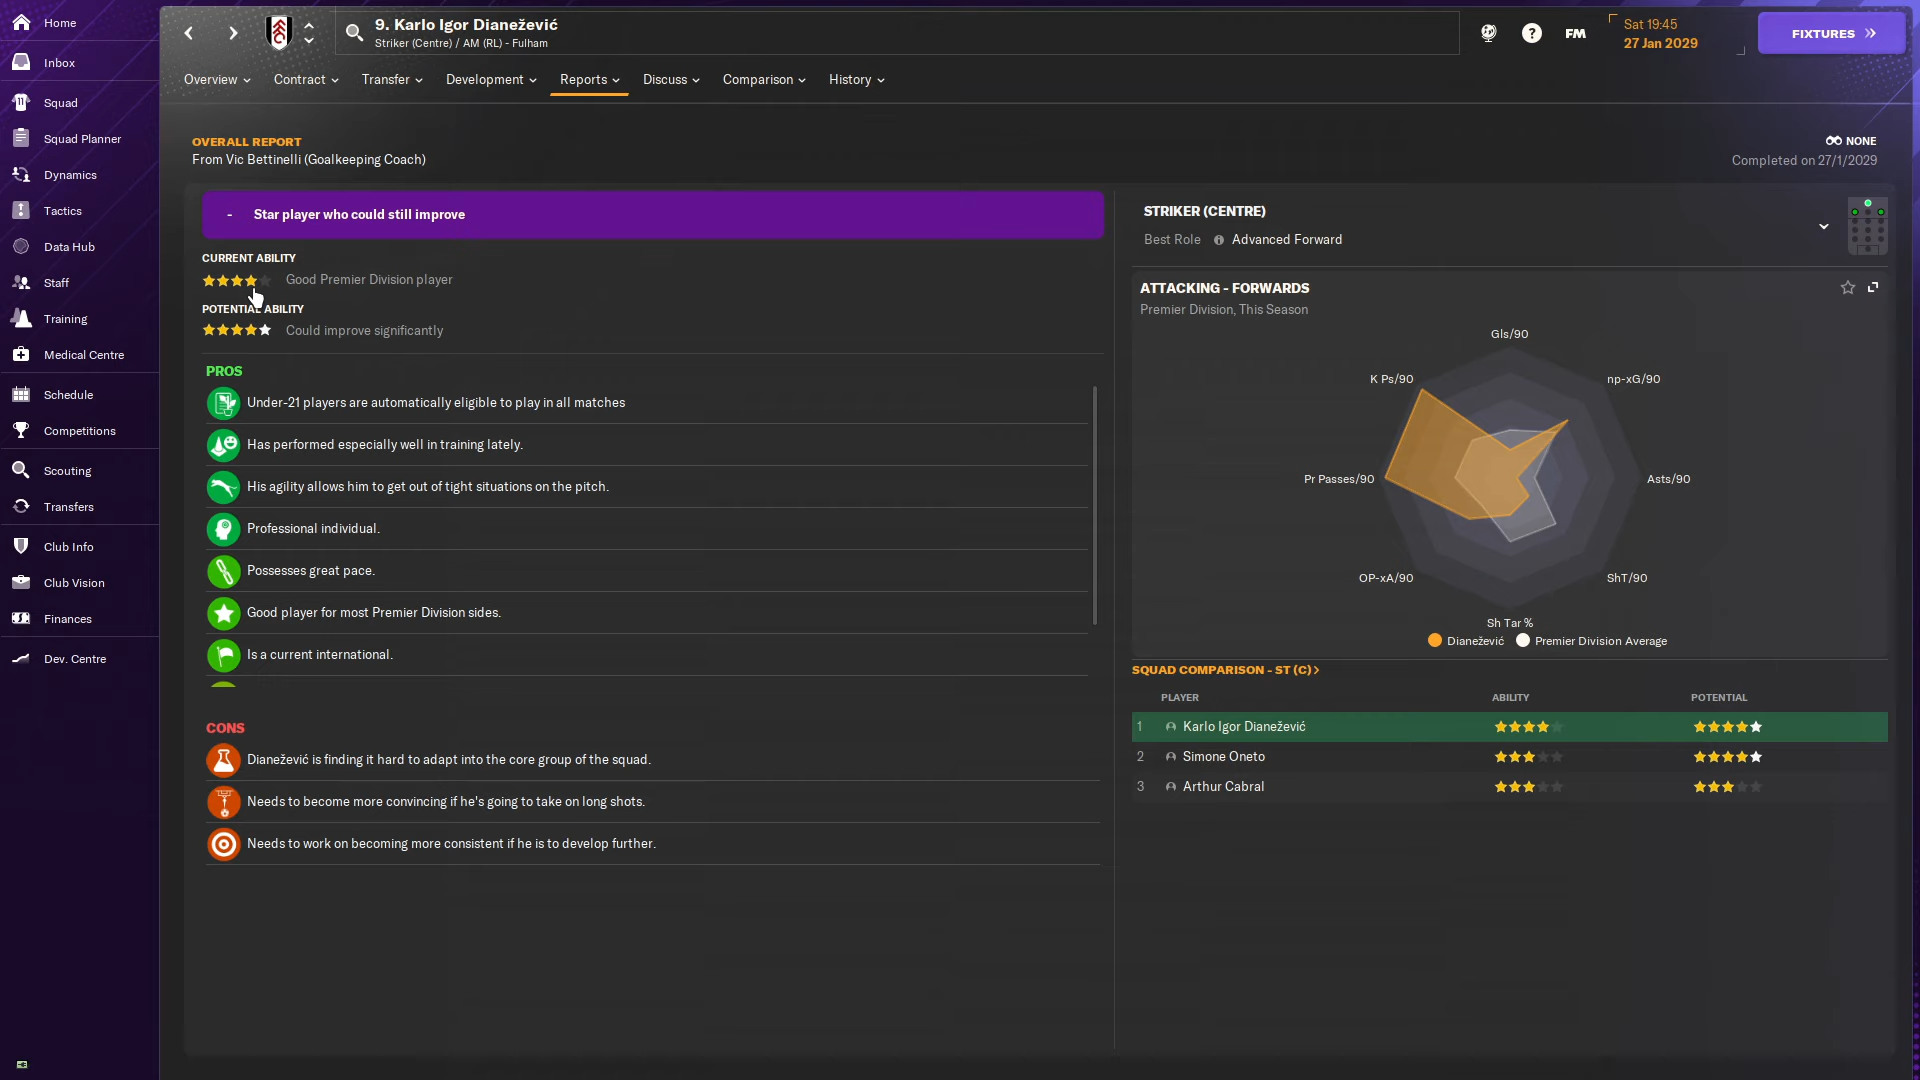 Home
Inbox
Squad
Squad Planner
Dynamics
Tactics
Data Hub
Staff
Training
Medical Centre
Schedule
Competitions
Scouting
Transfers
Club Info
Club Vision
Finances
Dev. Centre
9. Karlo Igor Dianežević
Striker (Centre) / AM (RL) - Fulham
?
FM
Sat 19:45
27 Jan 2029
FIXTURES
Overview
Contract
Transfer
Development
Reports
Discuss
Comparison
History
OVERALL REPORT
From Vic Bettinelli (Goalkeeping Coach)
NONE
Completed on 27/1/2029
- Star player who could still improve
CURRENT ABILITY
Good Premier Division player
POTENTIAL ABILITY
Could improve significantly
PROS
Under-21 players are automatically eligible to play in all matches
Has performed especially well in training lately.
His agility allows him to get out of tight situations on the pitch.
Professional individual.
Possesses great pace.
Good player for most Premier Division sides.
Is a current international.
CONS
Dianežević is finding it hard to adapt into the core group of the squad.
Needs to become more convincing if he's going to take on long shots.
Needs to work on becoming more consistent if he is to develop further.
STRIKER (CENTRE)
Best Role Advanced Forward
ATTACKING - FORWARDS
Premier Division, This Season
Gls/90
K Ps/90
np-xG/90
Pr Passes/90
Asts/90
OP-xA/90
ShT/90
Sh Tar %
Dianežević
Premier Division Average
SQUAD COMPARISON - ST (C)>
PLAYER ABILITY POTENTIAL
1 Karlo Igor Dianežević
2 Simone Oneto
3 Arthur Cabral